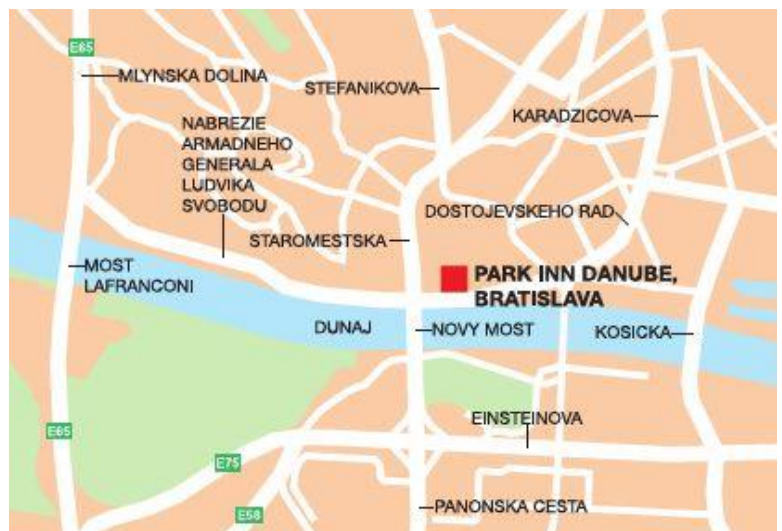 E65
MLYNSKA DOLINA
STEFANIKOVA
KARADZICOVA
NABREZIE
ARMADNEHO
GENERALA
LUDVIKA
SVOBODU
DOSTOJEVSKEHO RAD
STAROMESTSKA
MOST
LAFRANCONI
PARK INN DANUBE,
BRATISLAVA
DUNAJ
NOVY MOST
KOSICKA
EINSTEINOVA
E65
E75
PANONSKA CESTA
E58